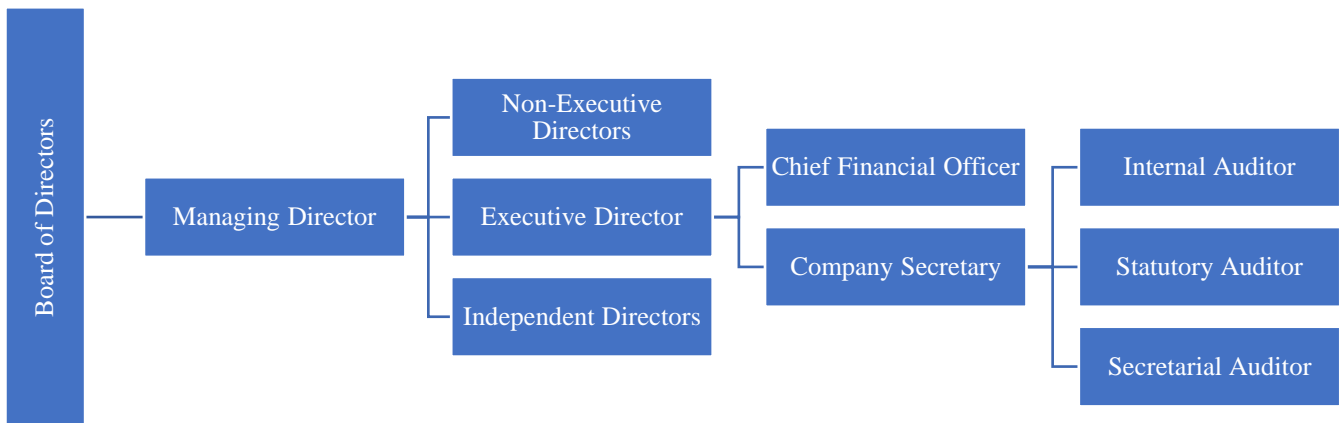 Board of Directors
Managing Director
Non-Executive
Directors
Executive Director
Independent Directors
Chief Financial Officer
Company Secretary
Internal Auditor
Statutory Auditor
Secretarial Auditor